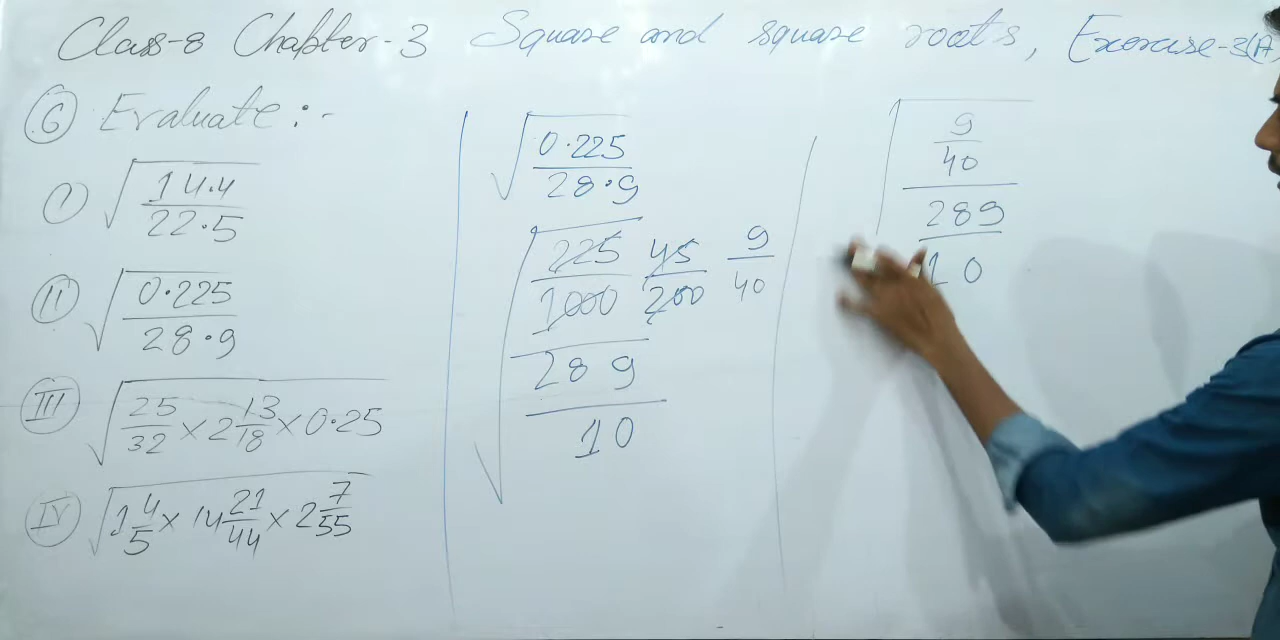 Class-8 Chapter-3 Square and square roots, Exercise-3(A)
6 Evaluate :-
I √(14.4/22.5)
II √(0.225/28.9)
III √(25/32 × 2 13/18 × 0.25)
IV √(1 4/5 × 14 21/44 × 2 7/55)
√(0.225/28.9)
√((225/1000)/(289/10)) 45/200 9/40
√((9/40)/(289/10))